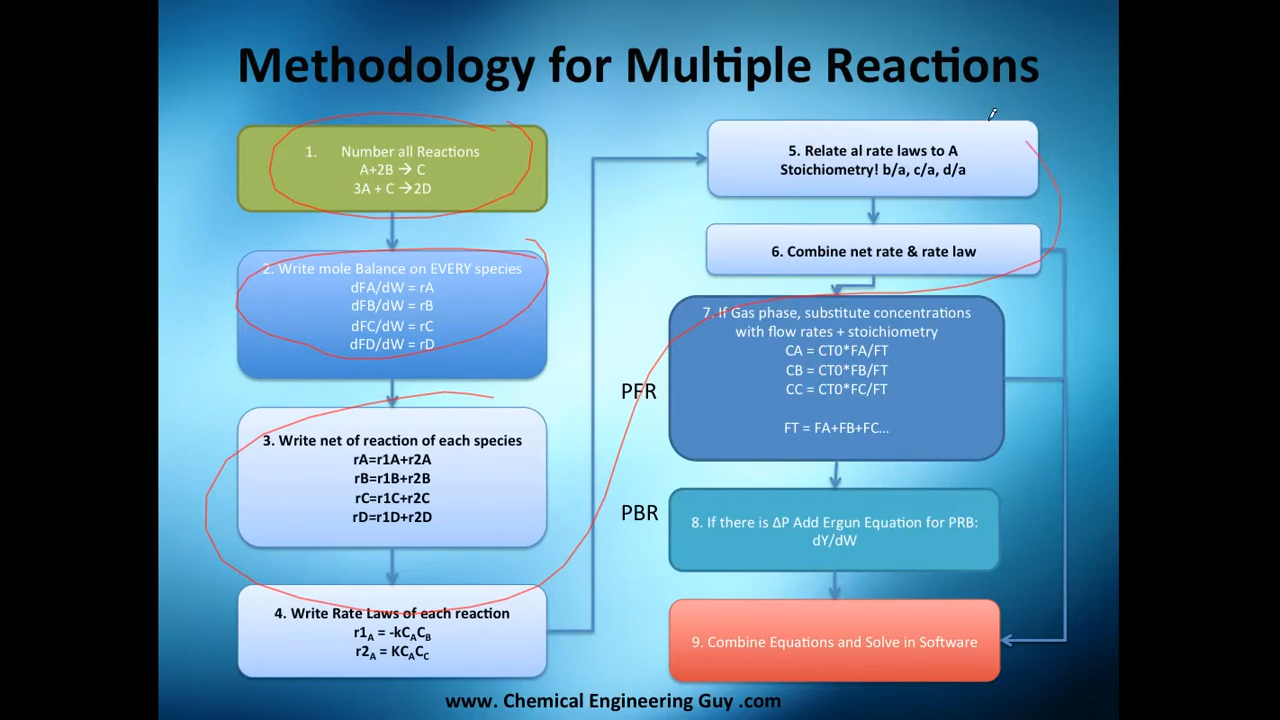 Methodology for Multiple Reactions
1. Number all Reactions
A+2B → C
3A + C →2D
2. Write mole Balance on EVERY species
dFA/dW = rA
dFB/dW = rB
dFC/dW = rC
dFD/dW = rD
3. Write net of reaction of each species
rA=r1A+r2A
rB=r1B+r2B
rC=r1C+r2C
rD=r1D+r2D
4. Write Rate Laws of each reaction
r1A = -kCACB
r2A = KCACC
5. Relate al rate laws to A
Stoichiometry! b/a, c/a, d/a
6. Combine net rate & rate law
7. If Gas phase, substitute concentrations
with flow rates + stoichiometry
CA = CT0*FA/FT
CB = CT0*FB/FT
CC = CT0*FC/FT
FT = FA+FB+FC...
PFR
PBR
8. If there is ΔP Add Ergun Equation for PRB:
dY/dW
9. Combine Equations and Solve in Software
www. Chemical Engineering Guy .com